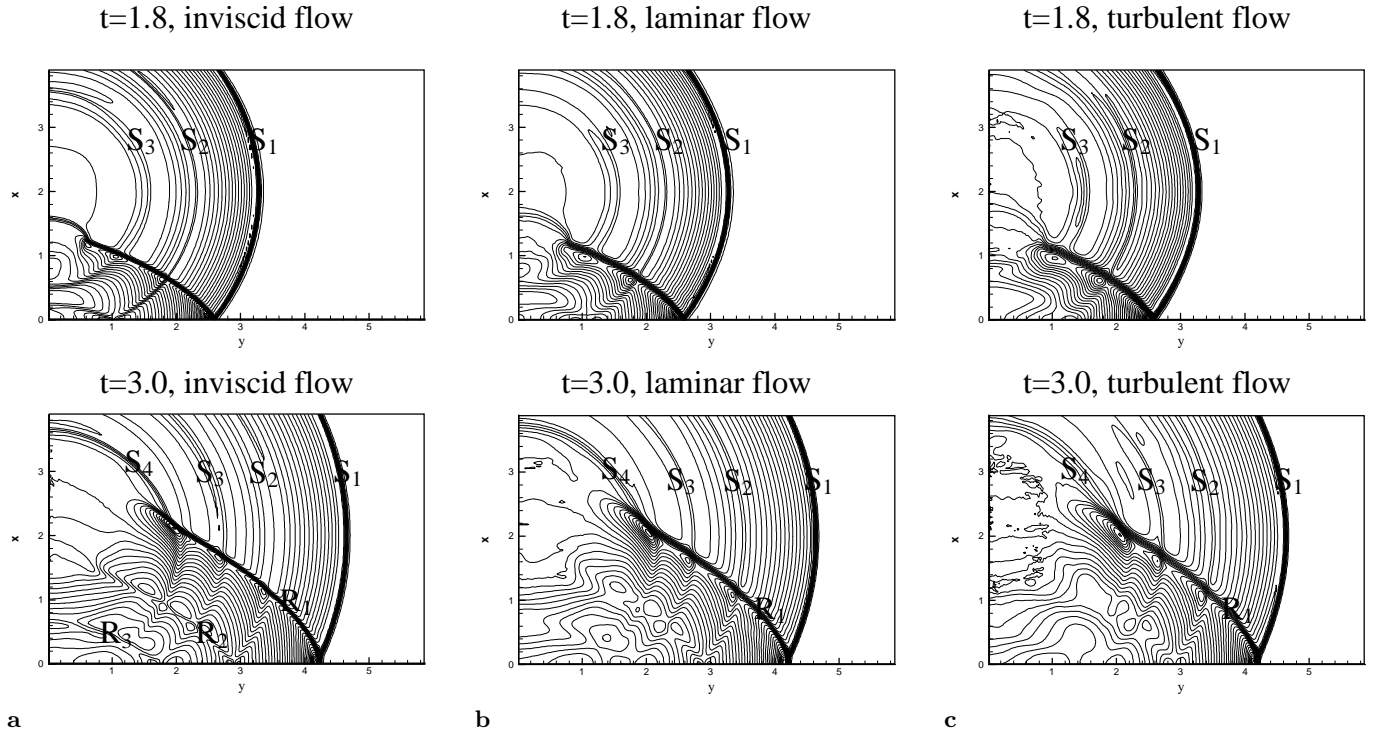 t=1.8, inviscid flow
t=1.8, laminar flow
t=1.8, turbulent flow
x
3
2
1
0
S3
S2
S1
1
2
3
4
5
y
x
3
2
1
0
S3
S2
S1
1
2
3
4
5
y
x
3
2
1
0
S3
S2
S1
1
2
3
4
5
y
t=3.0, inviscid flow
t=3.0, laminar flow
t=3.0, turbulent flow
x
3
2
1
0
S4
S3
S2
S1
R1
R3
R2
1
2
3
4
5
y
x
3
2
1
0
S4
S3
S2
S1
R1
1
2
3
4
5
y
x
3
2
1
0
S4
S3
S2
S1
R1
1
2
3
4
5
y
a
b
c